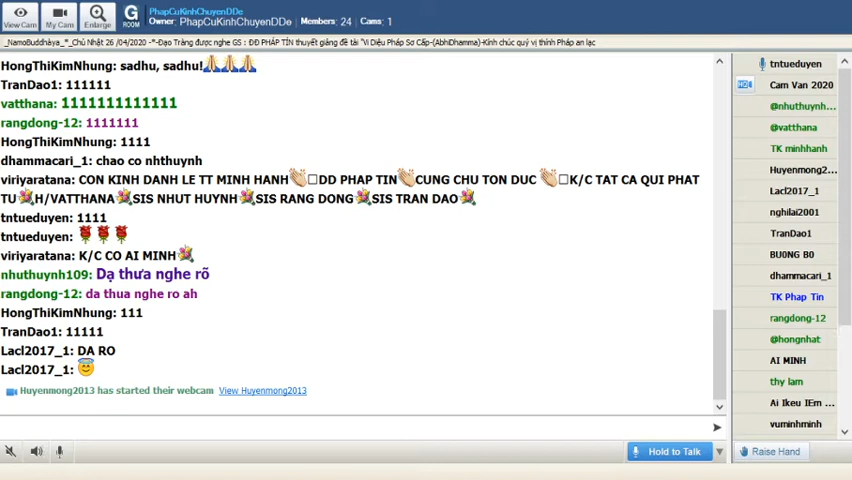 View Cam
My Cam
Enlarge
G
ROOM
PhapCuKinhChuyenDDe
Owner: PhapCuKinhChuyenDDe Members: 24 Cams: 1
_NamoBuddhàya_*_Chủ Nhật 26 /04/2020 -*-Đạo Tràng được nghe GS : ĐĐ PHÁP TÍN thuyết giảng đề tài "Vi Diệu Pháp Sơ Cấp-(AbhiDhamma)-Kính chúc quý vị thính Pháp an lạc
HongThiKimNhung: sadhu, sadhu!🙏🙏🙏
TranDao1: 111111
vatthana: 1111111111111
rangdong-12: 1111111
HongThiKimNhung: 1111
dhammacari_1: chao co nhthuynh
viriyaratana: CON KINH DANH LE TT MINH HANH👏□DD PHAP TIN👏CUNG CHU TON DUC 👏□K/C TAT CA QUI PHAT
TU💐H/VATTHANA💐SIS NHUT HUYNH💐SIS RANG DONG💐SIS TRAN DAO💐
tntueduyen: 1111
tntueduyen: 🌹🌹🌹
viriyaratana: K/C CO AI MINH💐
nhuthuynh109: Dạ thưa nghe rõ
rangdong-12: da thua nghe ro ah
HongThiKimNhung: 111
TranDao1: 11111
Lacl2017_1: DA RO
Lacl2017_1: 😇
Huyenmong2013 has started their webcam View Huyenmong2013
Hold to Talk
tntueduyen
HD Cam Van 2020
@nhuthuynh...
@vatthana
TK minhhanh
Huyenmong2...
Lacl2017_1
nghilai2001
TranDao1
BU0NG B0
dhammacari_1
TK Phap Tin
rangdong-12
@hongnhat
AI MINH
thy lam
Ai Ikeu IEm ...
vuminhminh
Raise Hand